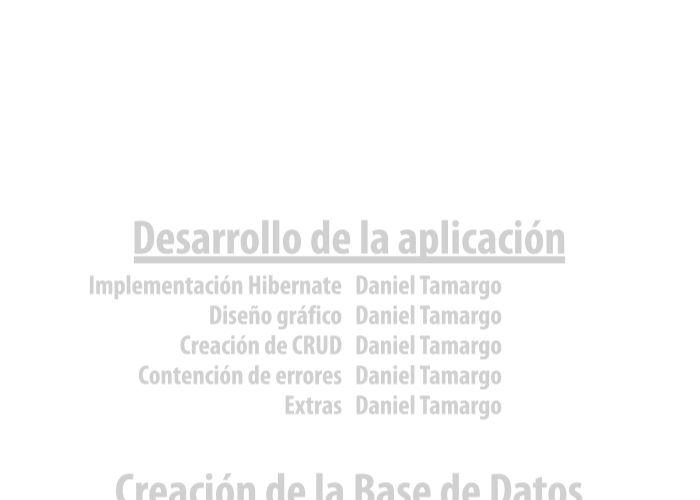 Desarrollo de la aplicación
Implementación Hibernate Daniel Tamargo
Diseño gráfico Daniel Tamargo
Creación de CRUD Daniel Tamargo
Contención de errores Daniel Tamargo
Extras Daniel Tamargo
Creación de la Base de Datos